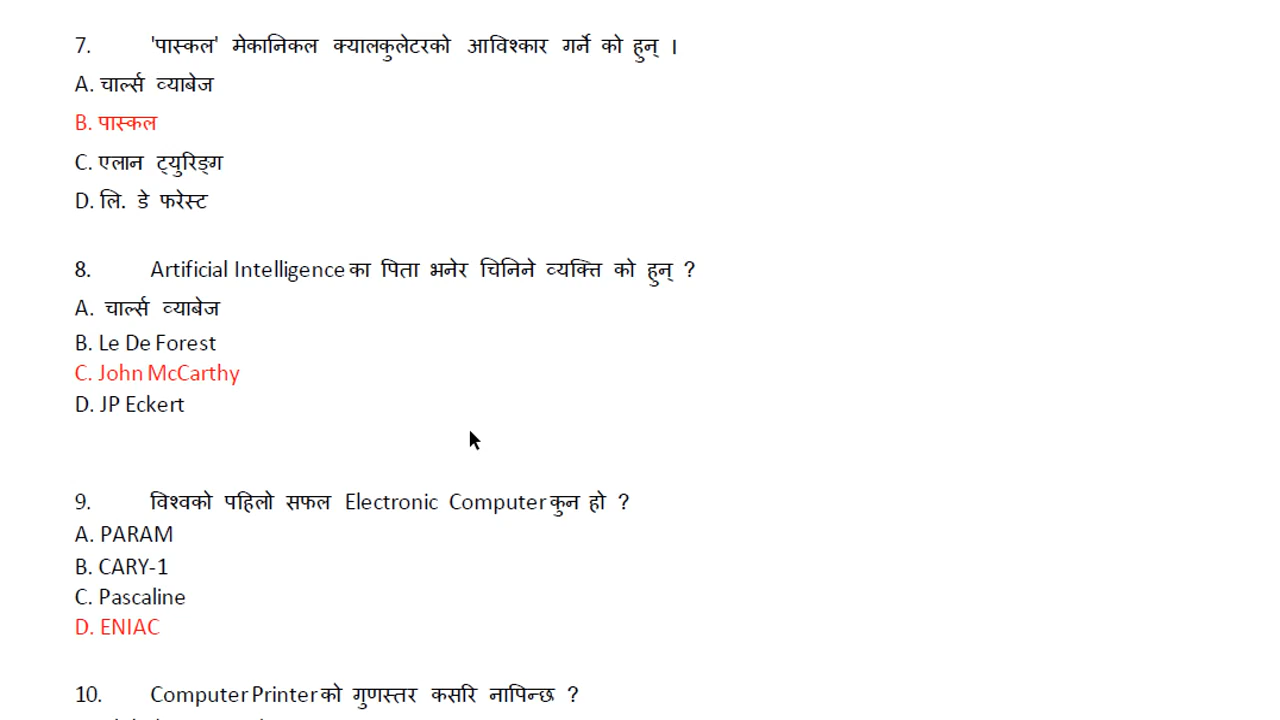 7. 'पास्कल' मेकानिकल क्यालकुलेटरको आविश्कार गर्ने को हुन् ।
A. चार्ल्स व्याबेज
B. पास्कल
C. एलान ट्युरिङ्ग
D. लि. डे फरेस्ट
8. Artificial Intelligence का पिता भनेर चिनिने व्यक्ति को हुन् ?
A. चार्ल्स व्याबेज
B. Le De Forest
C. John McCarthy
D. JP Eckert
9. विश्वको पहिलो सफल Electronic Computer कुन हो ?
A. PARAM
B. CARY-1
C. Pascaline
D. ENIAC
10. Computer Printer को गुणस्तर कसरि नापिन्छ ?